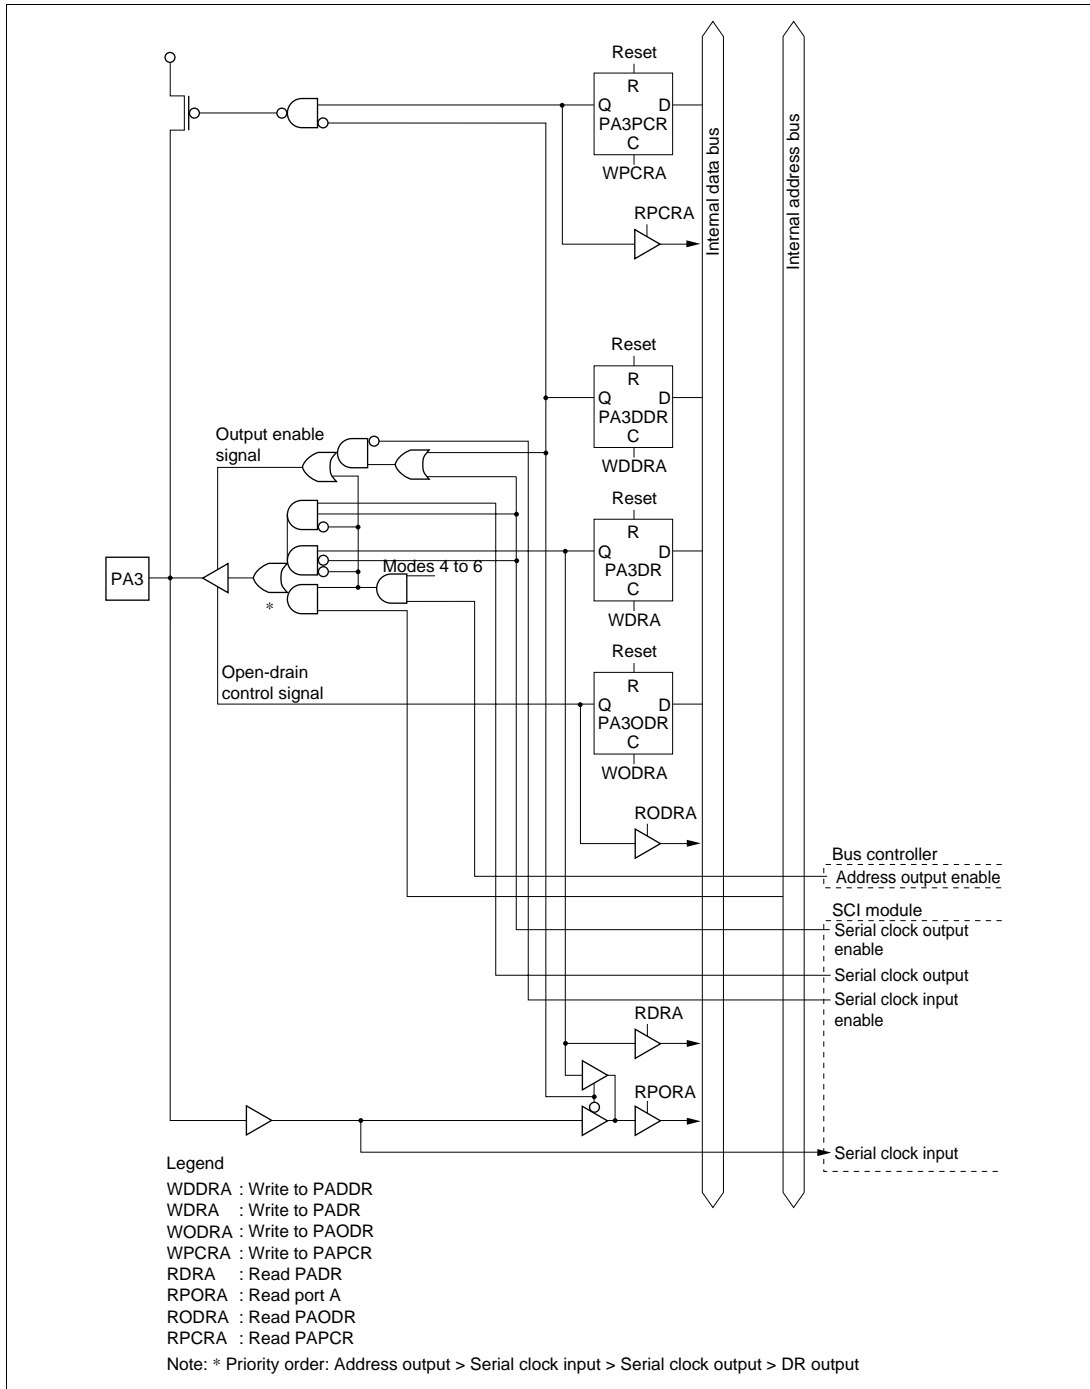 Reset
R
Q D
PA3PCR
C
WPCRA
RPCRA
Internal data bus
Internal address bus
Reset
R
Q D
PA3DDR
C
WDDRA
Output enable
signal
Reset
R
Q D
PA3DR
C
WDRA
Modes 4 to 6
PA3
*
Reset
R
Q D
PA3ODR
C
WODRA
Open-drain
control signal
RODRA
Bus controller
Address output enable
SCI module
Serial clock output
enable
Serial clock output
Serial clock input
enable
RDRA
RPORA
Serial clock input
Legend
WDDRA : Write to PADDR
WDRA : Write to PADR
WODRA : Write to PAODR
WPCRA : Write to PAPCR
RDRA : Read PADR
RPORA : Read port A
RODRA : Read PAODR
RPCRA : Read PAPCR
Note: * Priority order: Address output > Serial clock input > Serial clock output > DR output